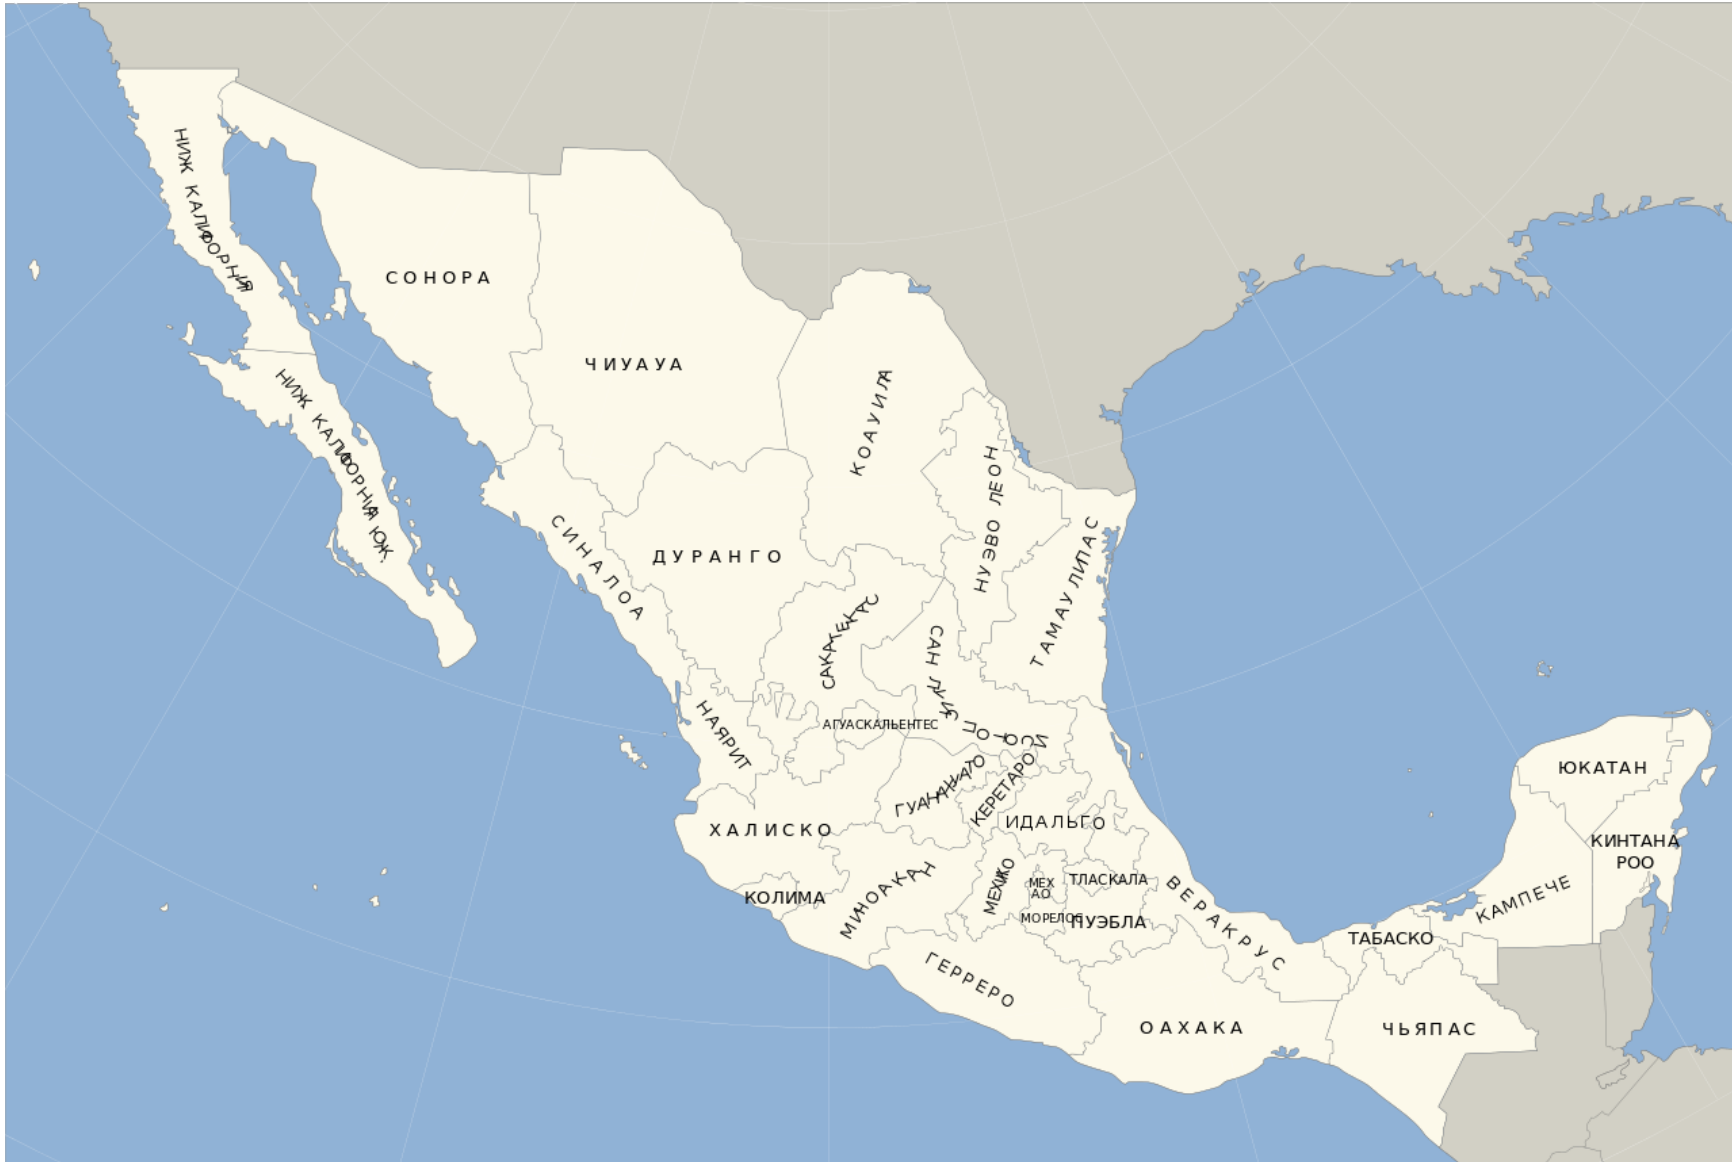 НИЖ КАЛИФОРНИЯ
СОНОРА
ЧИУАУА
НИЖ КАЛИФОРНИЯ ЮЖ.
КОАУИЛА
НУЭВО ЛЕОН
СИНАЛОА
ДУРАНГО
ТАМАУЛИПАС
САКАТЕКАС
САН ЛУИС ПОТОСИ
НАЯРИТ
АГУАСКАЛЬЕНТЕС
ГУАНАХУАТО
КЕРЕТАРО
ЮКАТАН
ХАЛИСКО
ИДАЛЬГО
КИНТАНА
РОО
КОЛИМА
МИЧОАКАН
МЕХИКО
МЕХ
АО
ТЛАСКАЛА
МОРЕЛОС
ПУЭБЛА
ВЕРАКРУС
КАМПЕЧЕ
ТАБАСКО
ГЕРРЕРО
ОАХАКА
ЧЬЯПАС